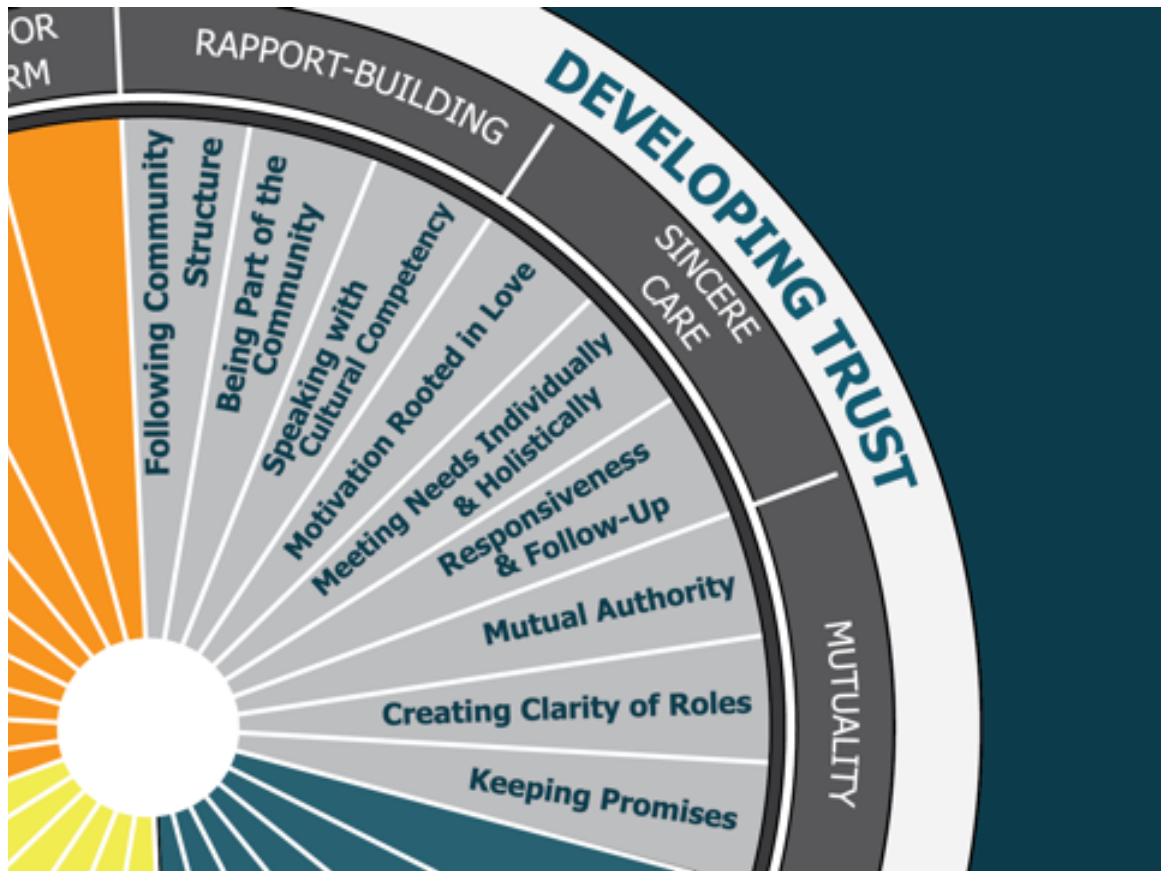 RAPPORT-BUILDING
DEVELOPING TRUST
SINCERE
CARE
MUTUALITY
Following Community
Structure
Being Part of the
Community
Speaking with
Cultural Competency
Motivation Rooted in Love
Meeting Needs Individually
& Holistically
Responsiveness
& Follow-Up
Mutual Authority
Creating Clarity of Roles
Keeping Promises